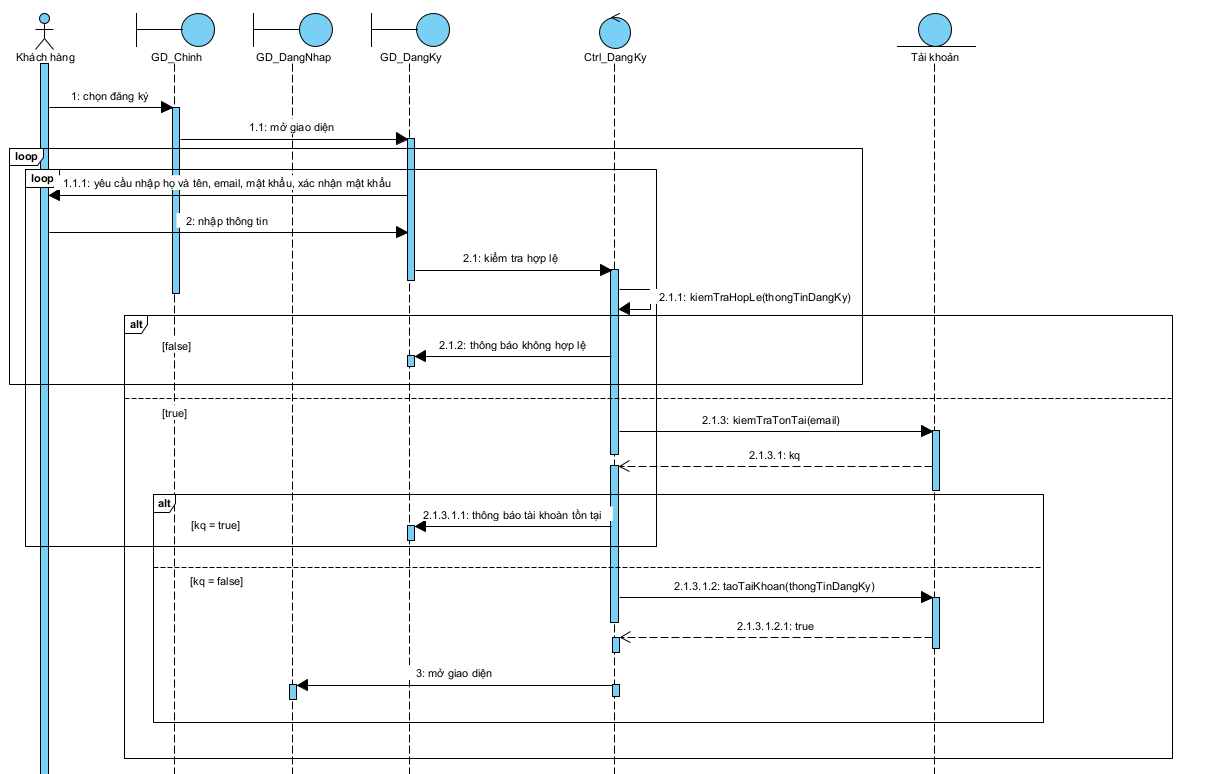 Khách hàng
GD_Chính
GD_DangNhap
GD_DangKy
Ctrl_DangKy
Tài khoản
1: chọn đăng ký
1.1: mở giao diện
loop
loop
1.1.1: yêu cầu nhập họ và tên, email, mật khẩu, xác nhận mật khẩu
2: nhập thông tin
2.1: kiểm tra hợp lệ
2.1.1: kiemTraHopLe(thongTinDangKy)
alt
[false]
2.1.2: thông báo không hợp lệ
[true]
2.1.3: kiemTraTonTai(email)
2.1.3.1: kq
alt
2.1.3.1.1: thông báo tài khoàn tồn tại
[kq = true]
[kq = false]
2.1.3.1.2: taoTaiKhoan(thongTinDangKy)
2.1.3.1.2.1: true
3: mở giao diện